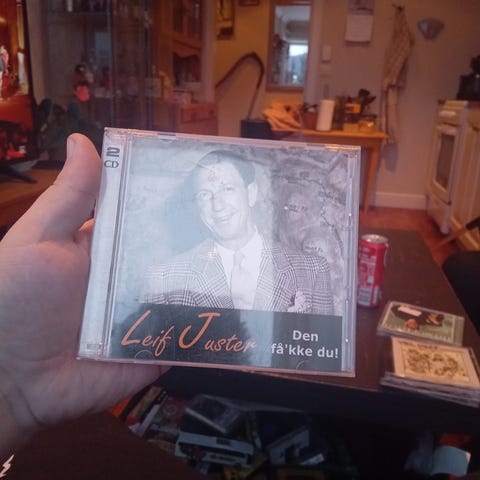 2
CD
Leif Juster
Den
få'kke du!